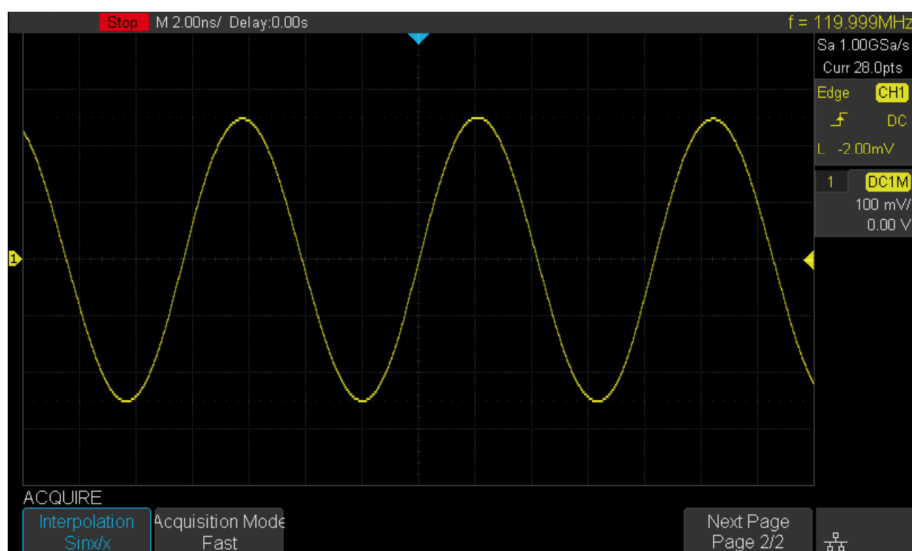 Stop M 2.00ns/ Delay:0.00s f = 119.999MHz
Sa 1.00GSa/s
Curr 28.0pts
Edge CH1
DC
L -2.00mV
1 DC1M
100 mV/
0.00 V
1
ACQUIRE
Interpolation
Sinx/x
Acquisition Mode
Fast
Next Page
Page 2/2